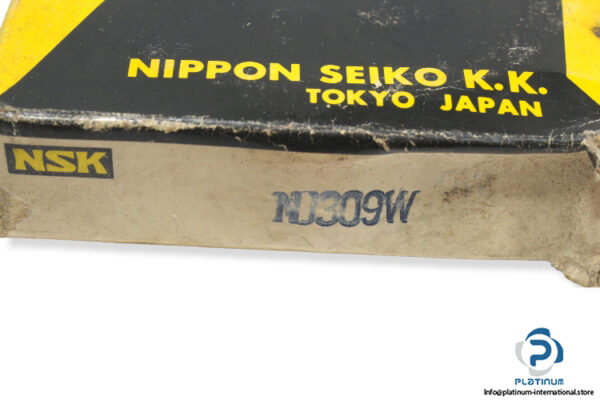 NIPPON SEIKO K.K.
TOKYO JAPAN
NSK
NJ309W
PLATINUM
Info@platinum-international.store